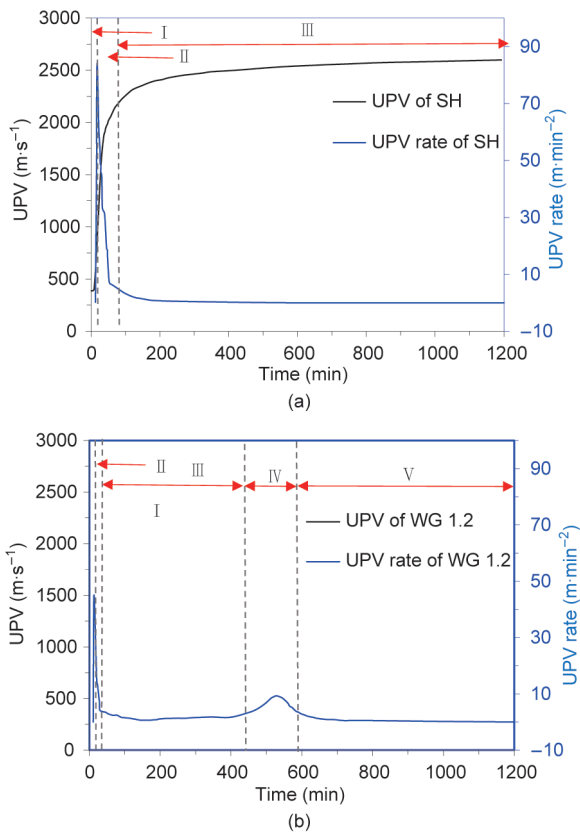 3000
2500
2000
1500
1000
500
0
UPV (m·s⁻¹)
Ⅰ
Ⅱ
Ⅲ
UPV of SH
UPV rate of SH
90
70
50
30
10
−10
UPV rate (m·min⁻²)
0 200 400 600 800 1000 1200
Time (min)
(a)
3000
2500
2000
1500
1000
500
0
UPV (m·s⁻¹)
Ⅱ
Ⅲ
Ⅳ
Ⅴ
Ⅰ
UPV of WG 1.2
UPV rate of WG 1.2
90
70
50
30
10
−10
UPV rate (m·min⁻²)
0 200 400 600 800 1000 1200
Time (min)
(b)